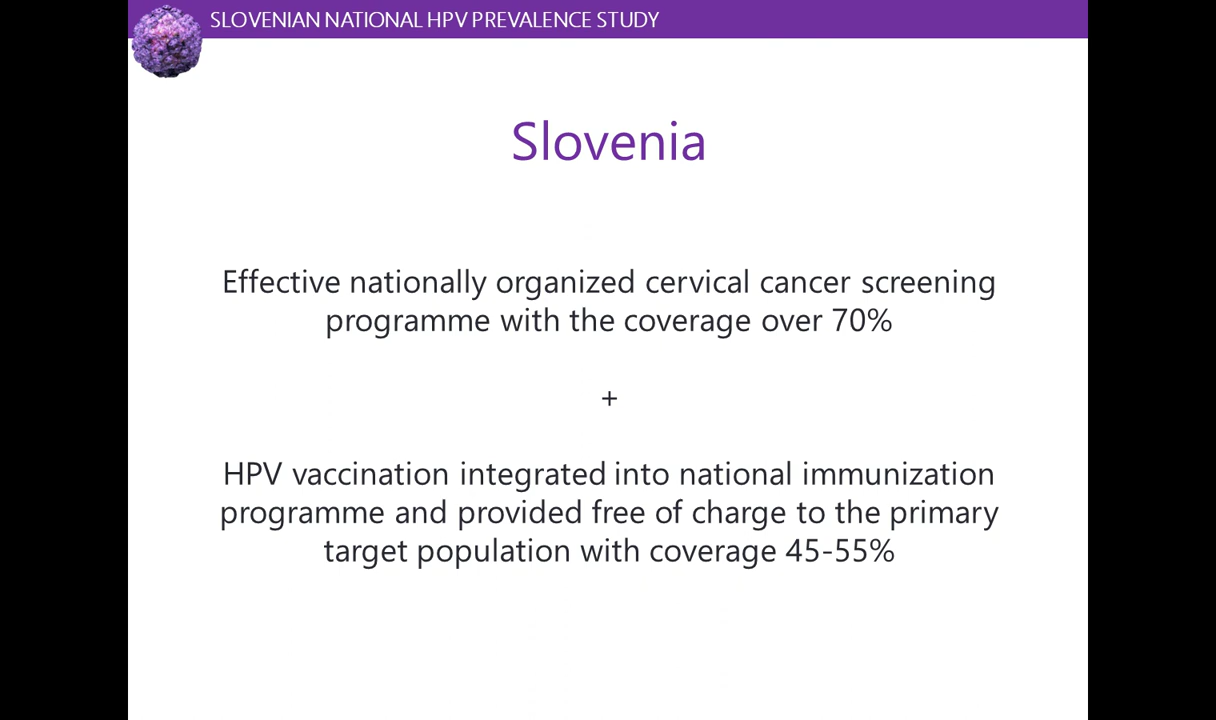 SLOVENIAN NATIONAL HPV PREVALENCE STUDY
Slovenia
Effective nationally organized cervical cancer screening
programme with the coverage over 70%
+
HPV vaccination integrated into national immunization
programme and provided free of charge to the primary
target population with coverage 45-55%